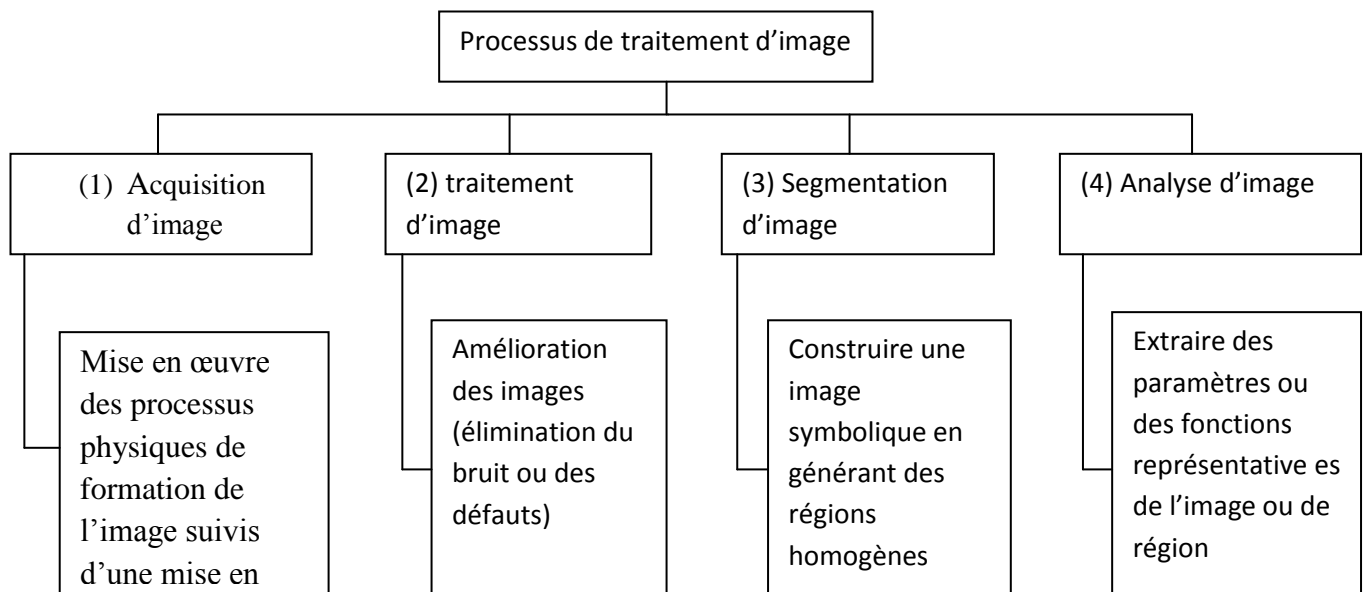 Processus de traitement d’image
(1) Acquisition
d’image
(2) traitement
d’image
(3) Segmentation
d’image
(4) Analyse d’image
Mise en œuvre
des processus
physiques de
formation de
l’image suivis
d’une mise en
Amélioration
des images
(élimination du
bruit ou des
défauts)
Construire une
image
symbolique en
générant des
régions
homogènes
Extraire des
paramètres ou
des fonctions
représentative es
de l’image ou de
région